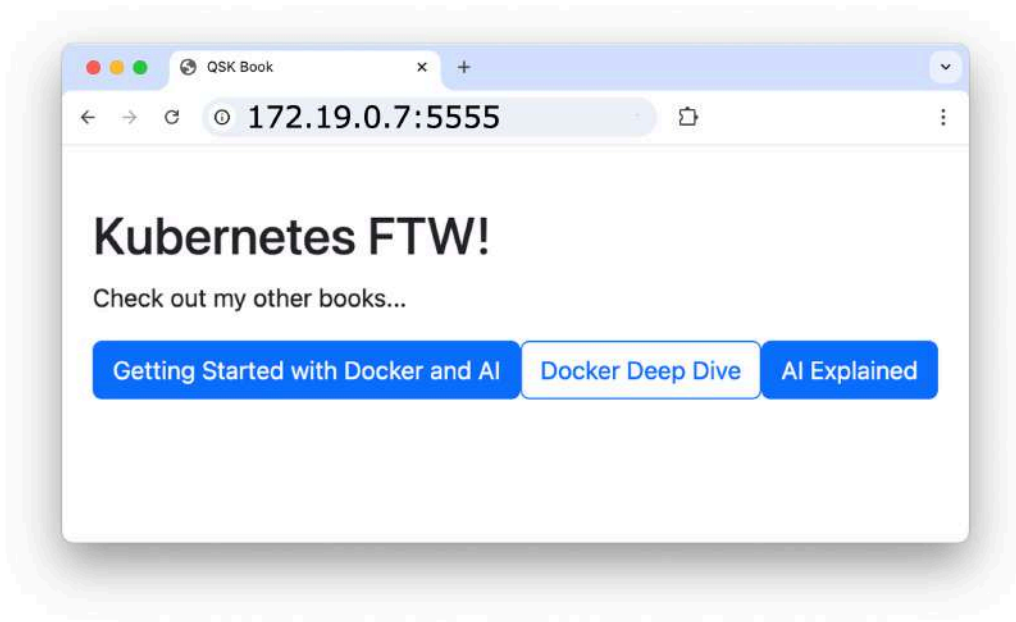 QSK Book
172.19.0.7:5555
Kubernetes FTW!
Check out my other books...
Getting Started with Docker and AI Docker Deep Dive AI Explained